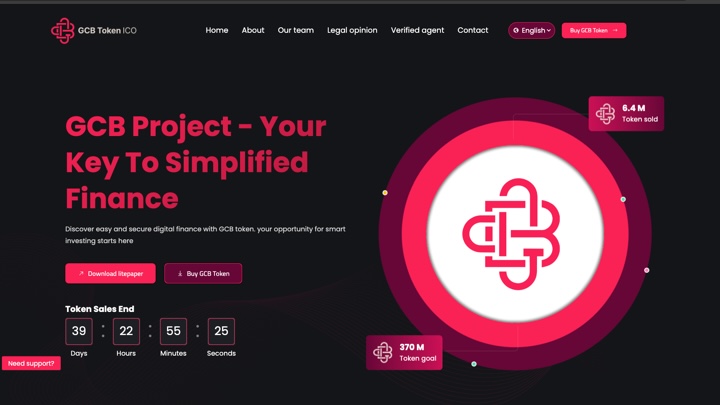 GCB Token ICO
Home About Our team Legal opinion Verified agent Contact
English
Buy GCB Token →
6.4 M
Token sold
GCB Project - Your
Key To Simplified
Finance
Discover easy and secure digital finance with GCB token. your opportunity for smart
investing starts here
Download litepaper
Buy GCB Token
Token Sales End
39 : 22 : 55 : 25
Days Hours Minutes Seconds
370 M
Token goal
Need support?